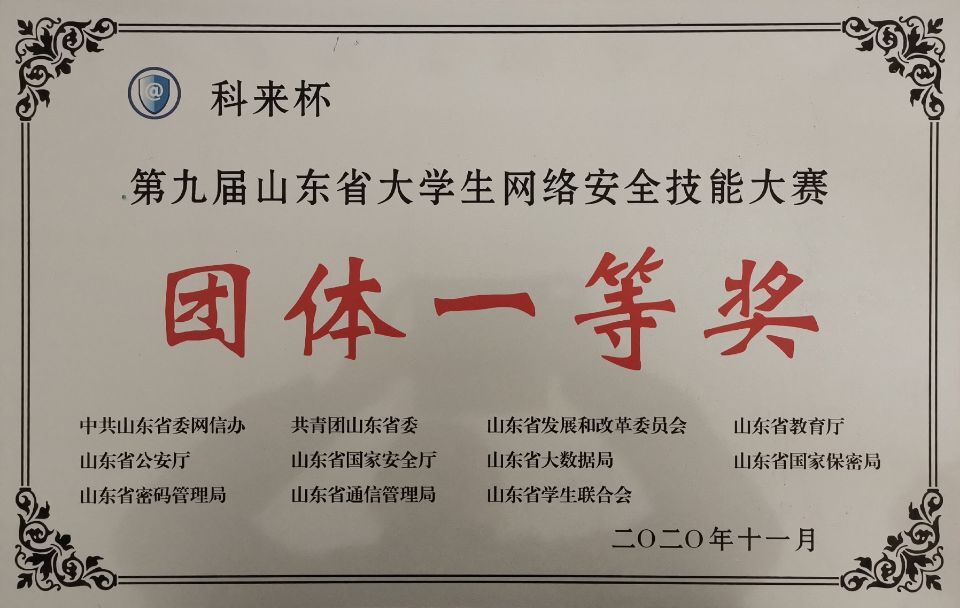 @
科来杯
第九届山东省大学生网络安全技能大赛
团体一等奖
中共山东省委网信办 共青团山东省委 山东省发展和改革委员会 山东省教育厅
山东省公安厅 山东省国家安全厅 山东省大数据局 山东省国家保密局
山东省密码管理局 山东省通信管理局 山东省学生联合会
二〇二〇年十一月